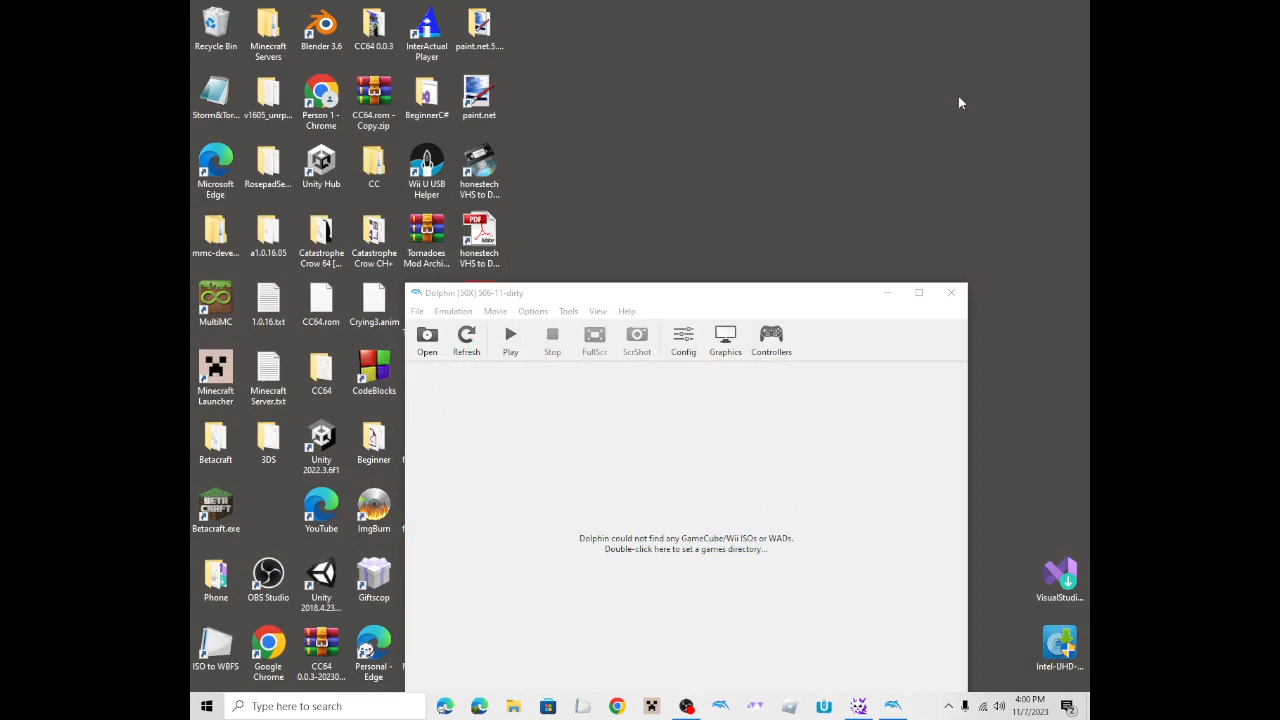 Recycle Bin
Minecraft
Servers
Blender 3.6
CC64 0.0.3
InterActual
Player
paint.net.5....
Storm&Tor...
v1605_unrp...
Person 1 -
Chrome
CC64.rom -
Copy.zip
BeginnerC#
paint.net
Microsoft
Edge
RosepadSe...
Unity Hub
CC
Wii U USB
Helper
honestech
VHS to D...
mmc-deve...
a1.0.16.05
Catastrophe
Crow 64 [...
Catastrophe
Crow CH+
Tornadoes
Mod Archi...
PDF
Adobe
honestech
VHS to D...
MultiMC
1.0.16.txt
CC64.rom
Crying3.anim
Dolphin [50X] 506-11-dirty
File Emulation Movie Options Tools View Help
Open Refresh Play Stop FullScr ScrShot Config Graphics Controllers
Minecraft
Launcher
Minecraft
Server.txt
CC64
CodeBlocks
Betacraft
3DS
Unity
2022.3.6f1
Beginner
BETA
CRAFT
Betacraft.exe
YouTube
ImgBurn
Dolphin could not find any GameCube/Wii ISOs or WADs.
Double-click here to set a games directory...
Phone
OBS Studio
Unity
2018.4.23...
Giftscop
VisualStudi...
ISO to WBFS
Google
Chrome
CC64
0.0.3-20230...
Personal -
Edge
Intel-UHD-...
Type here to search
4:00 PM
11/7/2023
2